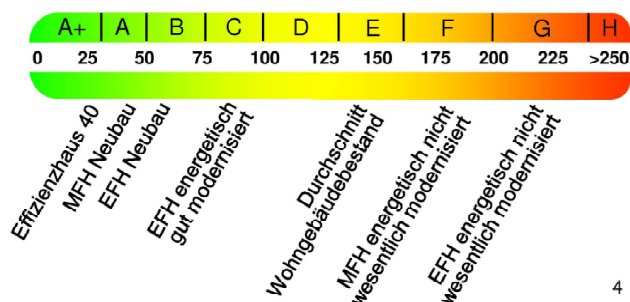 A+ A B C D E F G H
0 25 50 75 100 125 150 175 200 225 >250
Effizienzhaus 40
MFH Neubau
EFH Neubau
EFH energetisch
gut modernisiert
Durchschnitt
Wohngebäudebestand
MFH energetisch nicht
wesentlich modernisiert
EFH energetisch nicht
wesentlich modernisiert
4